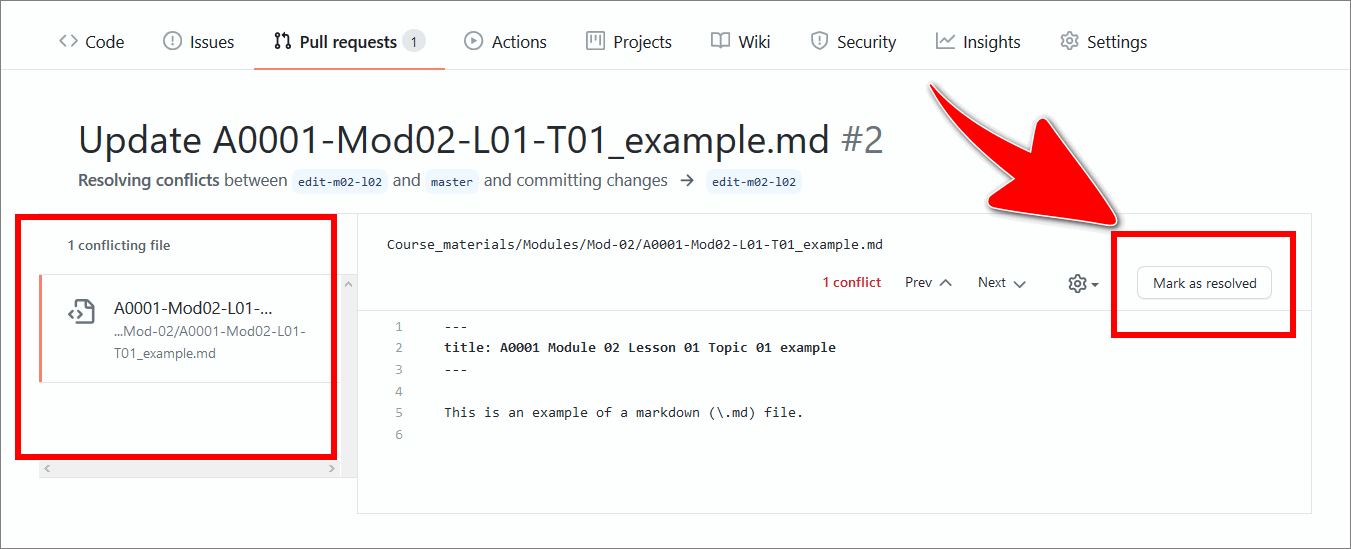 Code Issues Pull requests 1 Actions Projects Wiki Security Insights Settings
Update A0001-Mod02-L01-T01_example.md #2
Resolving conflicts between edit-m02-l02 and master and committing changes → edit-m02-l02
1 conflicting file
A0001-Mod02-L01-...
...Mod-02/A0001-Mod02-L01-
T01_example.md
Course_materials/Modules/Mod-02/A0001-Mod02-L01-T01_example.md
1 conflict Prev Next Mark as resolved
1 ---
2 title: A0001 Module 02 Lesson 01 Topic 01 example
3 ---
4
5 This is an example of a markdown (\.md) file.
6